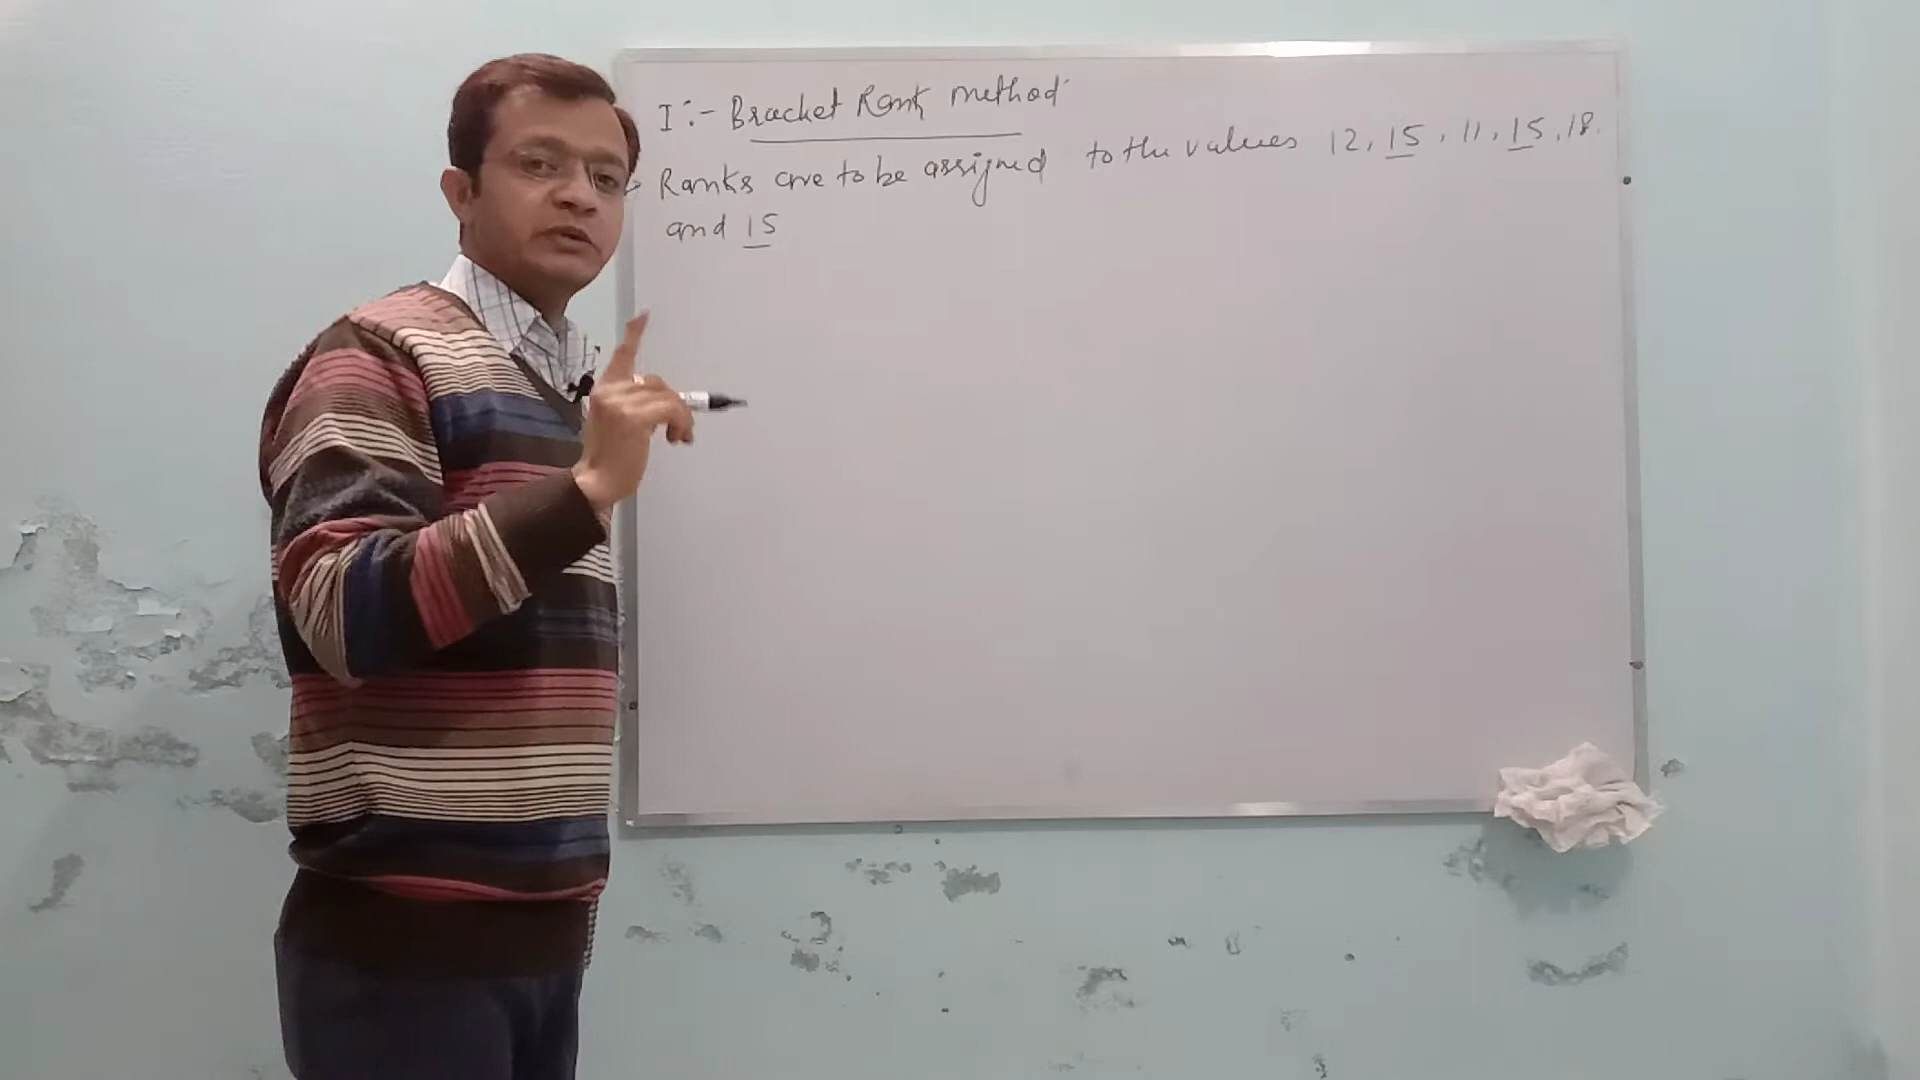 I :- Bracket Rank method
Ranks are to be assigned to the values 12, 15, 11, 15, 18.
and 15